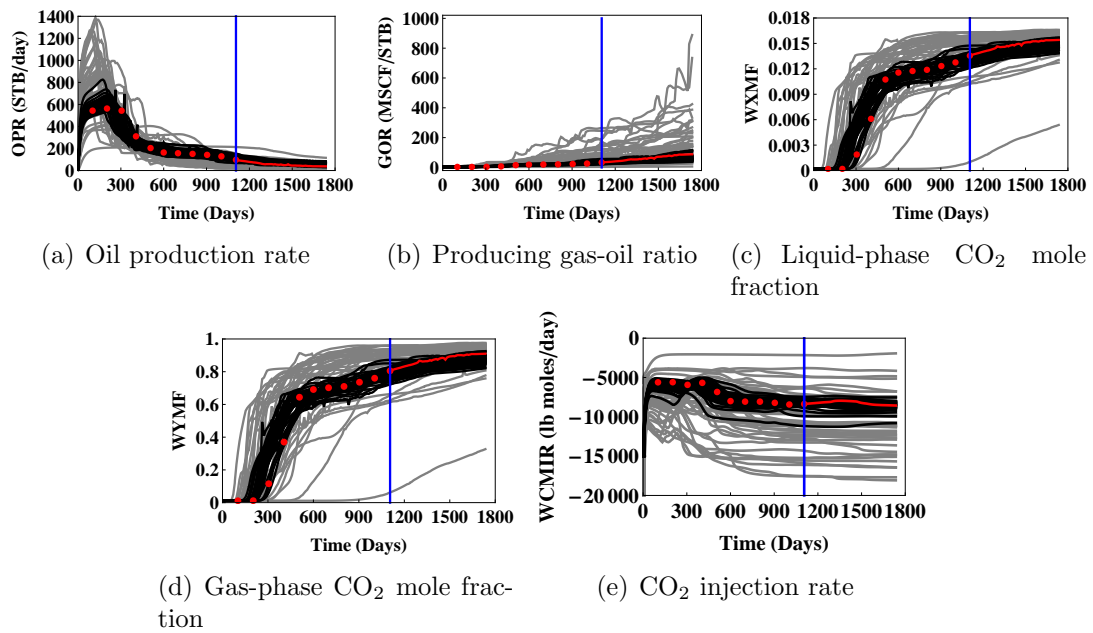 OPR (STB/day)
1400
1200
1000
800
600
400
200
0
0 300 600 900 1200 1500 1800
Time (Days)
(a) Oil production rate
GOR (MSCF/STB)
1000
800
600
400
200
0
0 300 600 900 1200 1500 1800
Time (Days)
(b) Producing gas-oil ratio
WXMF
0.018
0.015
0.012
0.009
0.006
0.003
0
0 300 600 900 1200 1500 1800
Time (Days)
(c) Liquid-phase CO₂ mole
fraction
WYMF
1.
0.8
0.6
0.4
0.2
0
0 300 600 900 1200 1500 1800
Time (Days)
(d) Gas-phase CO₂ mole frac-
tion
WCMIR (lb moles/day)
0
−5000
−10 000
−15 000
−20 000
0 300 600 900 1200 1500 1800
Time (Days)
(e) CO₂ injection rate